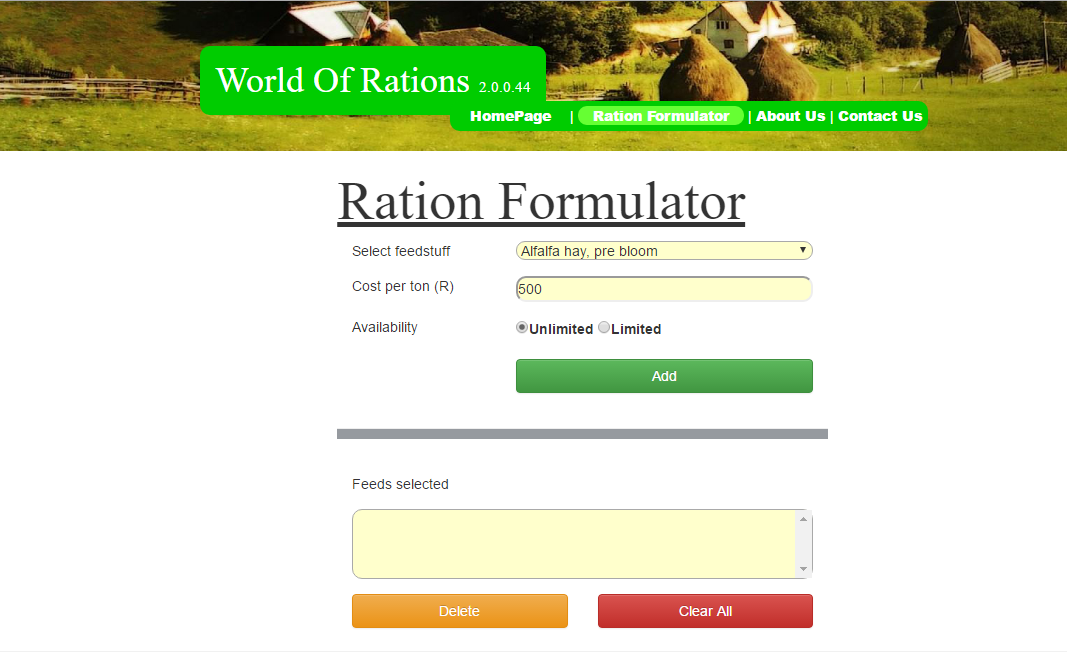 World Of Rations 2.0.0.44
HomePage | Ration Formulator | About Us | Contact Us
Ration Formulator
Select feedstuff Alfalfa hay, pre bloom
Cost per ton (R) 500
Availability Unlimited Limited
Add
Feeds selected
Delete Clear All